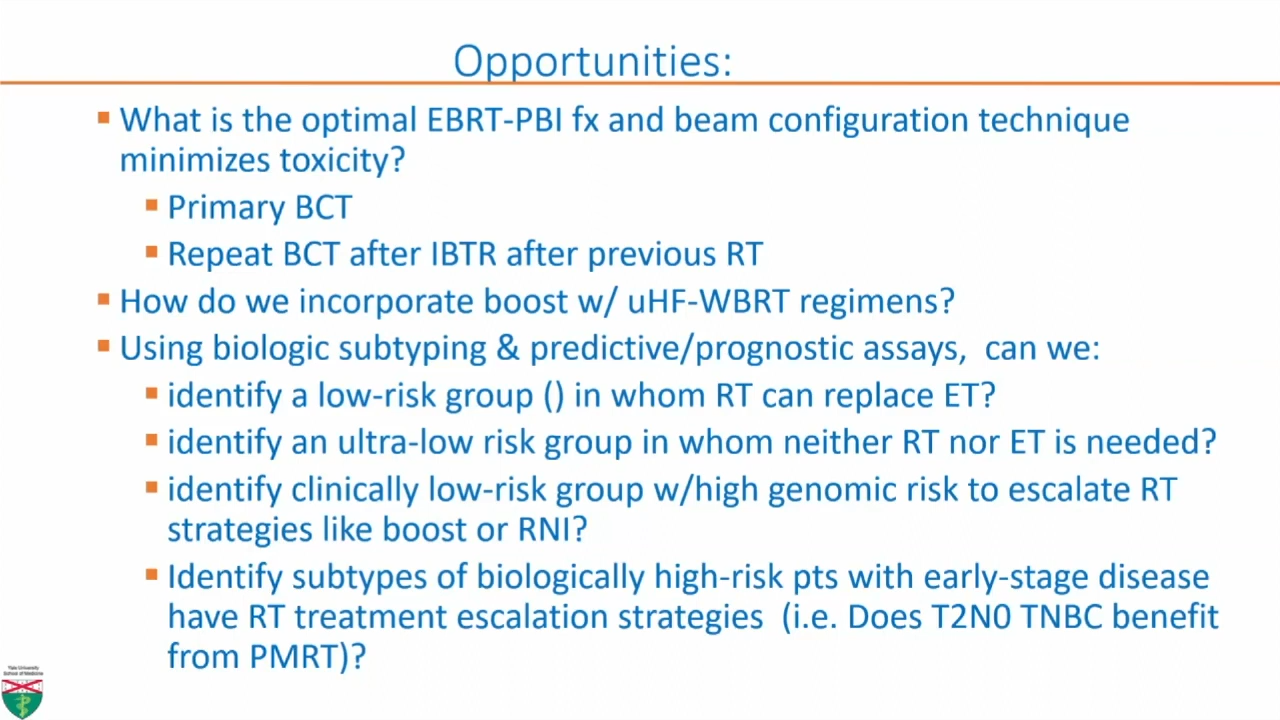 Opportunities:
What is the optimal EBRT-PBI fx and beam configuration technique
minimizes toxicity?
Primary BCT
Repeat BCT after IBTR after previous RT
How do we incorporate boost w/ uHF-WBRT regimens?
Using biologic subtyping & predictive/prognostic assays,  can we:
identify a low-risk group () in whom RT can replace ET?
identify an ultra-low risk group in whom neither RT nor ET is needed?
identify clinically low-risk group w/high genomic risk to escalate RT
strategies like boost or RNI?
Identify subtypes of biologically high-risk pts with early-stage disease
have RT treatment escalation strategies  (i.e. Does T2N0 TNBC benefit
from PMRT)?
Yale University
School of Medicine